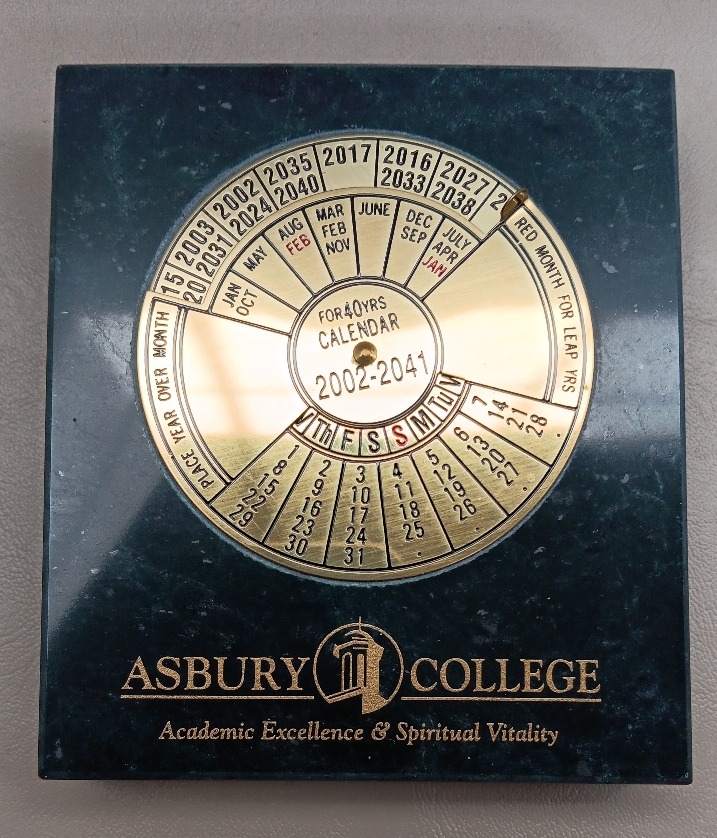 15 2003 2002 2035 2017 2016 2027
20 2031 2024 2040 2033 2038
JAN MAY AUG MAR JUNE DEC JULY
OCT FEB FEB SEP APR
NOV JAN
RED MONTH FOR LEAP YRS
PLACE YEAR OVER MONTH
FOR40YRS
CALENDAR
2002-2041
Th F S S M Tu
1 2 3 4 5 6 7
8 9 10 11 12 13 14
15 16 17 18 19 20 21
22 23 24 25 26 27 28
29 30 31
ASBURY COLLEGE
Academic Excellence & Spiritual Vitality